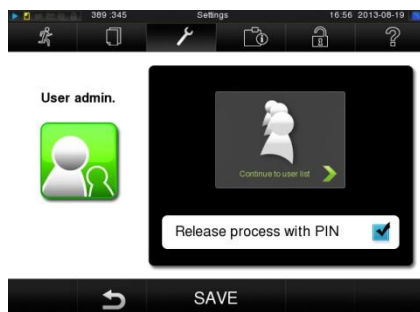 389 :345 Settings 16:56 2013-08-19
User admin.
Continue to user list
Release process with PIN
SAVE